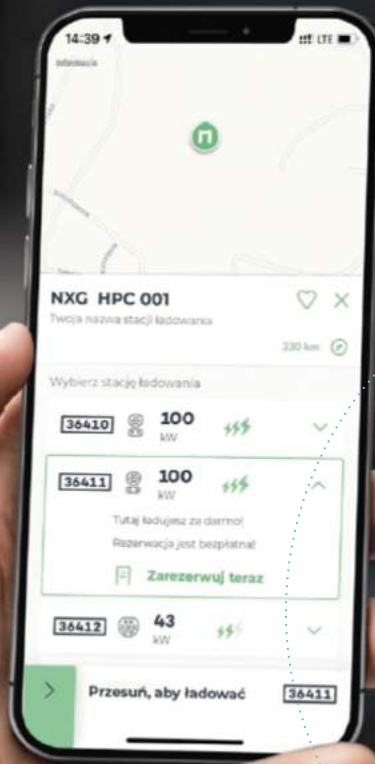 14:39
LTE
NXG HPC 001
Twoja nazwa stacji ładowania
330 km
Wybierz stację ładowania
36410 100 kW
36411 100 kW
Tutaj ładujesz za darmo!
Rezerwacja jest bezpłatna!
Zarezerwuj teraz
36412 43 kW
Przesuń, aby ładować 36411